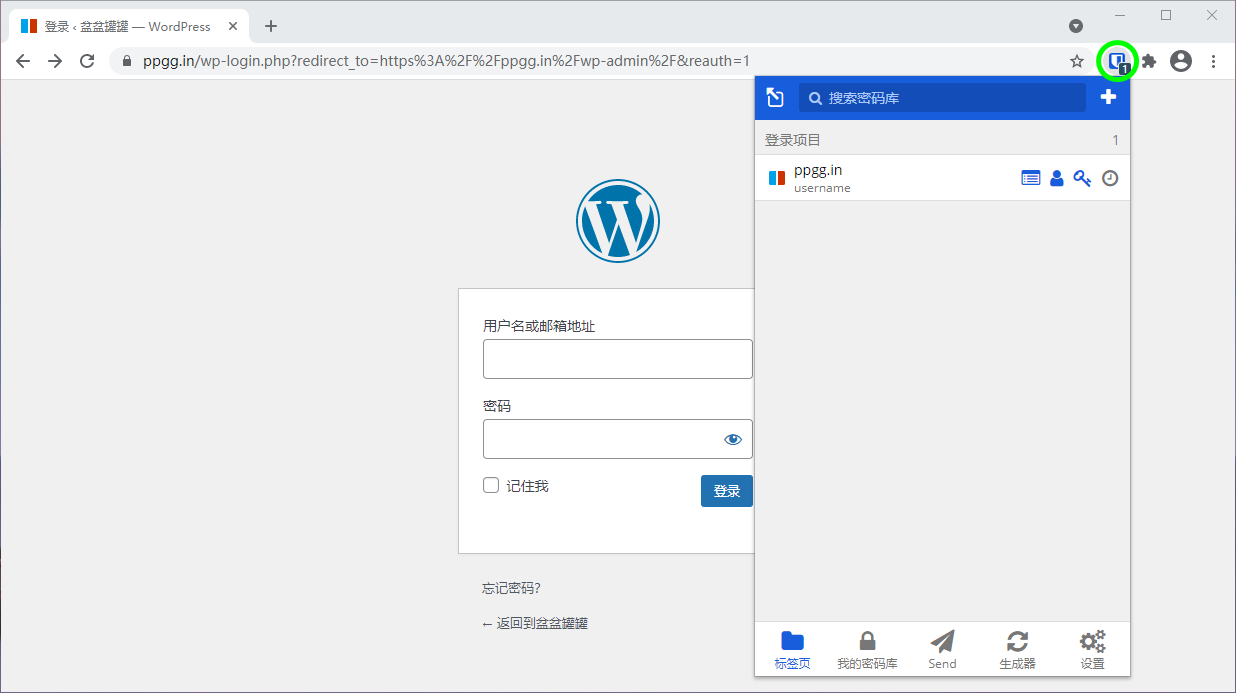 登录 ‹ 盆盆罐罐 — WordPress
ppgg.in/wp-login.php?redirect_to=https%3A%2F%2Fppgg.in%2Fwp-admin%2F&reauth=1
1
搜索密码库
登录项目 1
ppgg.in
username
用户名或邮箱地址
密码
记住我
登录
忘记密码?
← 返回到盆盆罐罐
标签页 我的密码库 Send 生成器 设置